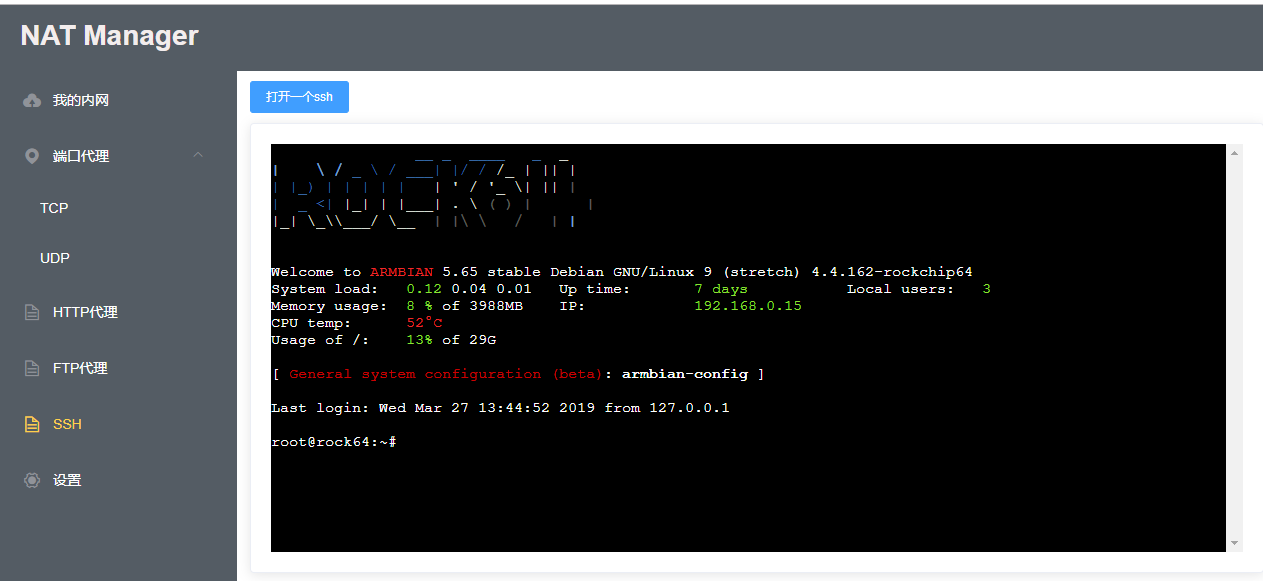 NAT Manager
我的内网
端口代理
TCP
UDP
HTTP代理
FTP代理
SSH
设置
打开一个ssh
Welcome to ARMBIAN 5.65 stable Debian GNU/Linux 9 (stretch) 4.4.162-rockchip64
System load: 0.12 0.04 0.01 Up time: 7 days Local users: 3
Memory usage: 8 % of 3988MB IP: 192.168.0.15
CPU temp: 52°C
Usage of /: 13% of 29G
[ General system configuration (beta): armbian-config ]
Last login: Wed Mar 27 13:44:52 2019 from 127.0.0.1
root@rock64:~#